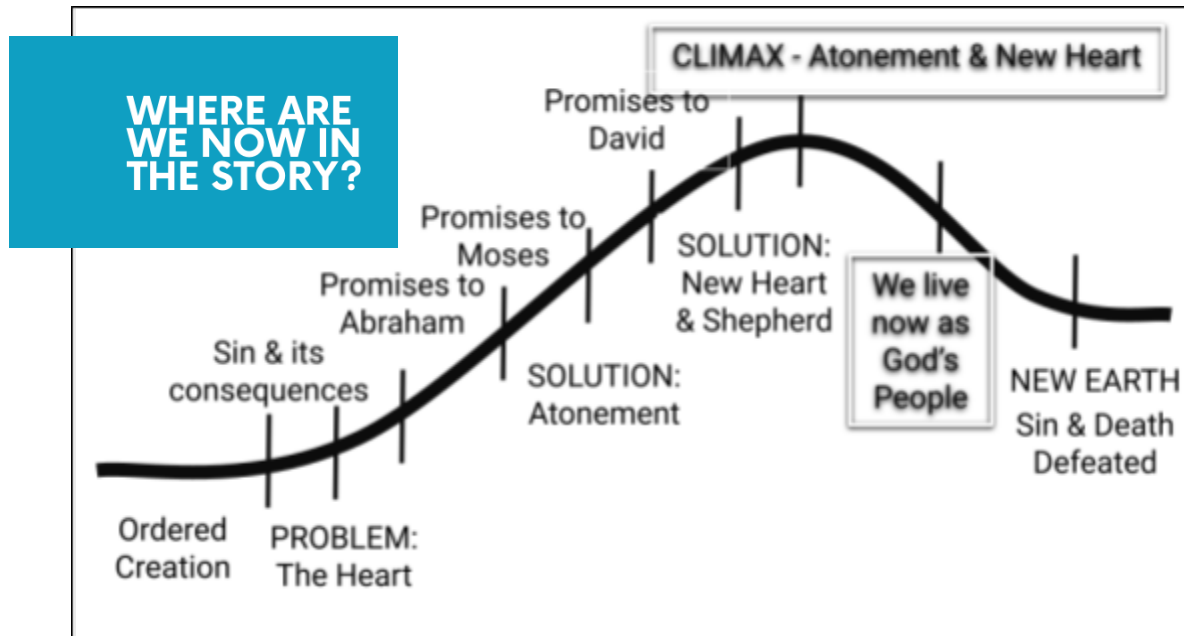 WHERE ARE
WE NOW IN
THE STORY?
CLIMAX - Atonement & New Heart
Promises to
David
Promises to
Moses
Promises to
Abraham
Sin & its
consequences
Ordered
Creation
PROBLEM:
The Heart
SOLUTION:
Atonement
SOLUTION:
New Heart
& Shepherd
We live
now as
God's
People
NEW EARTH
Sin & Death
Defeated